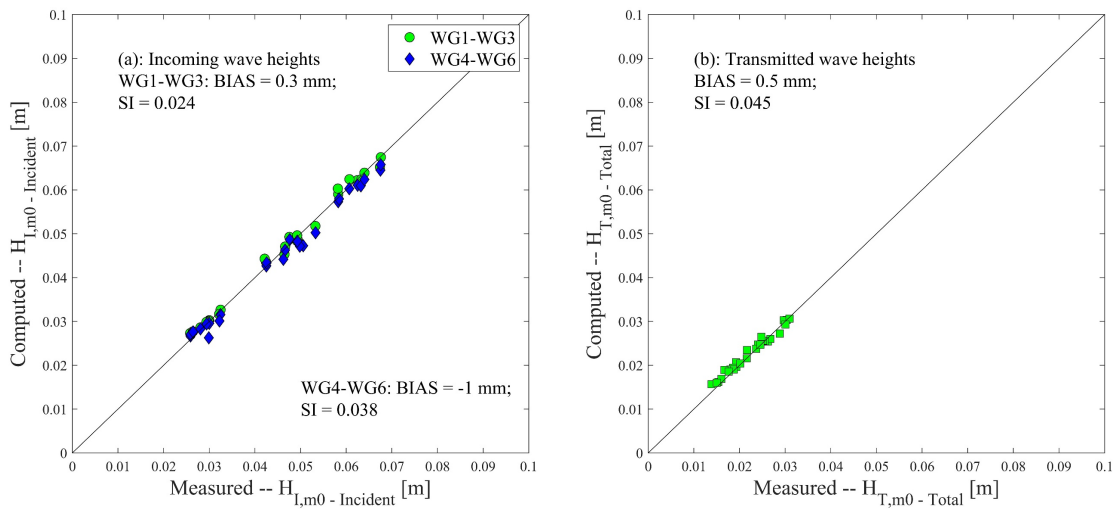 WG1-WG3
WG4-WG6
(a): Incoming wave heights
WG1-WG3: BIAS = 0.3 mm;
SI = 0.024
WG4-WG6: BIAS = -1 mm;
SI = 0.038
0.1
0.09
0.08
0.07
0.06
0.05
0.04
0.03
0.02
0.01
0
Computed -- H_I,m0 - Incident [m]
0 0.01 0.02 0.03 0.04 0.05 0.06 0.07 0.08 0.09 0.1
Measured -- H_I,m0 - Incident [m]
(b): Transmitted wave heights
BIAS = 0.5 mm;
SI = 0.045
0.1
0.09
0.08
0.07
0.06
0.05
0.04
0.03
0.02
0.01
0
Computed -- H_T,m0 - Total [m]
0 0.01 0.02 0.03 0.04 0.05 0.06 0.07 0.08 0.09 0.1
Measured -- H_T,m0 - Total [m]